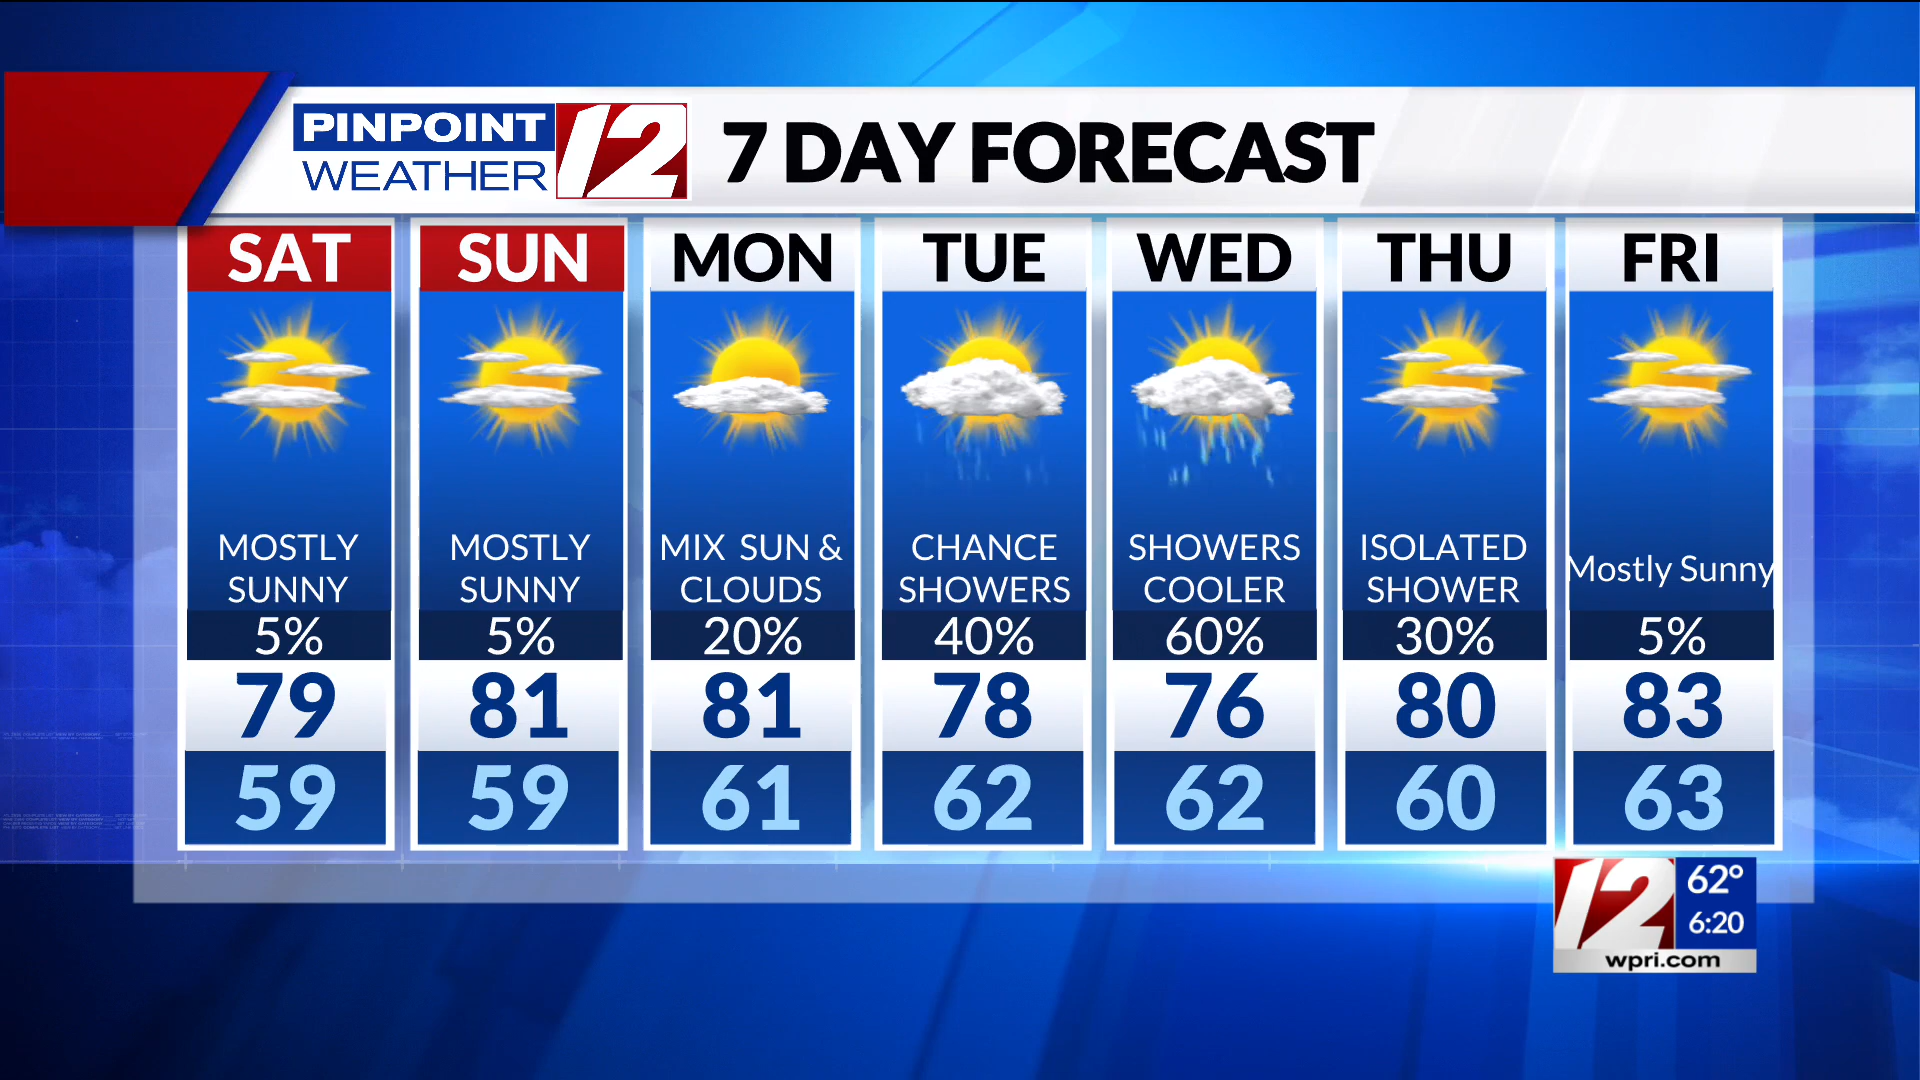 PINPOINT
WEATHER
12
7 DAY FORECAST
SAT
MOSTLY
SUNNY
5%
79
59
SUN
MOSTLY
SUNNY
5%
81
59
MON
MIX SUN &
CLOUDS
20%
81
61
TUE
CHANCE
SHOWERS
40%
78
62
WED
SHOWERS
COOLER
60%
76
62
THU
ISOLATED
SHOWER
30%
80
60
FRI
Mostly Sunny
5%
83
63
12
62°
6:20
wpri.com